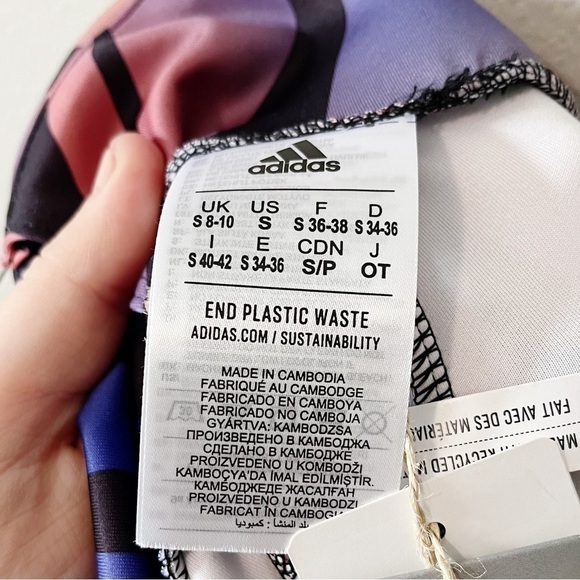 adidas
UK US F D
S 8-10 S S 36-38 S 34-36
I E CDN J
S 40-42 S 34-36 S/P OT
END PLASTIC WASTE
ADIDAS.COM / SUSTAINABILITY
MADE IN CAMBODIA
FABRIQUÉ AU CAMBODGE
FABRICADO EN CAMBOYA
FABRICADO NO CAMBOJA
GYÁRTVA: KAMBODZSA
ПРОИЗВЕДЕНО В КАМБОДЖА
СДЕЛАНО В КАМБОДЖЕ
PROIZVEDENO U KOMBODŽI
KAMBOÇYA'DA İMAL EDİLMİŞTİR.
КАМБОДЖЕДЕ ЖАСАЛҒАН
PROIZVEDENO U KAMBODŽI
FABRICAT ÎN CAMBOGIA
بلد المنشأ: كمبوديا
FAIT AVEC DES
RECYCLED